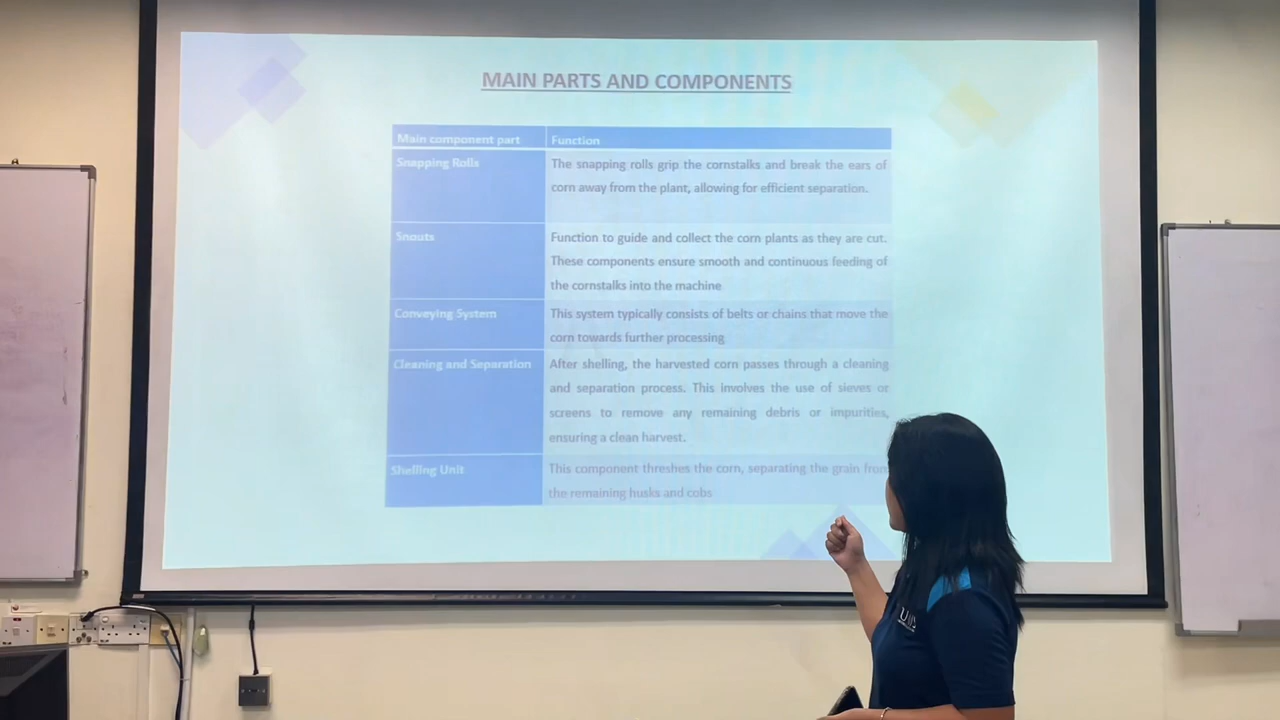 MAIN PARTS AND COMPONENTS
Main component part
Function
Snapping Rolls
The snapping rolls grip the cornstalks and break the ears of
corn away from the plant, allowing for efficient separation.
Snouts
Function to guide and collect the corn plants as they are cut.
These components ensure smooth and continuous feeding of
the cornstalks into the machine
Conveying System
This system typically consists of belts or chains that move the
corn towards further processing
Cleaning and Separation
After shelling, the harvested corn passes through a cleaning
and separation process. This involves the use of sieves or
screens to remove any remaining debris or impurities,
ensuring a clean harvest.
Shelling Unit
This component threshes the corn, separating the grain from
the remaining husks and cobs